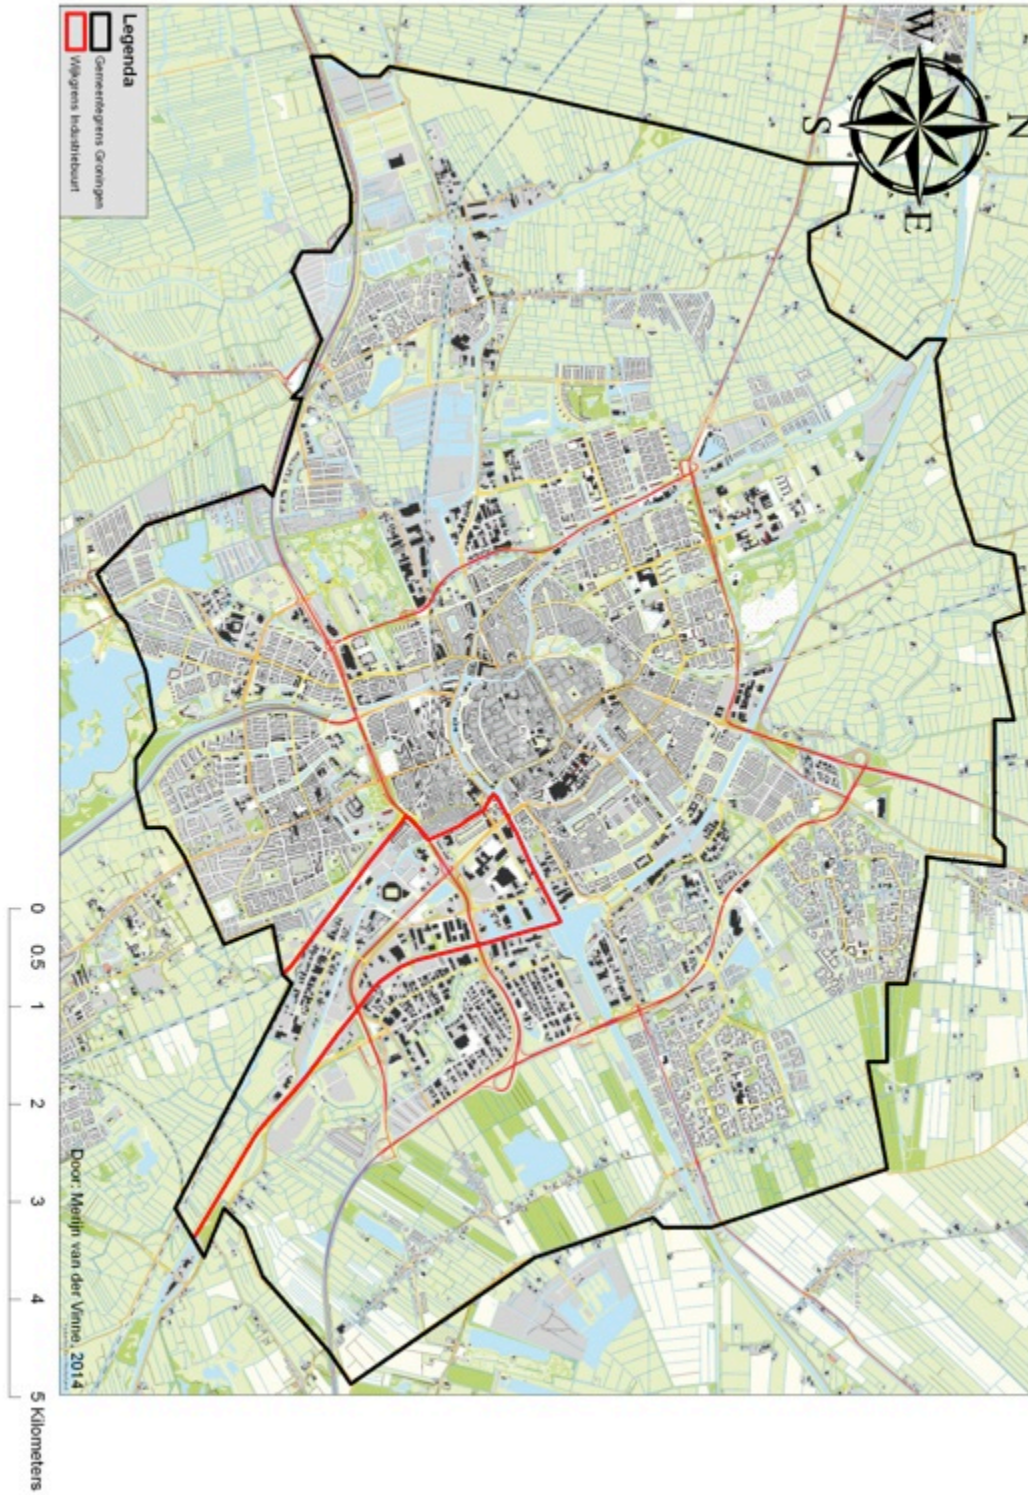 N
W
E
S
Legenda
Gemeentegrens Groningen
Wijkgrens Industriebuurt
Door: Merijn van der Vinne, 2014
0 0.5 1 2 3 4 5 Kilometers